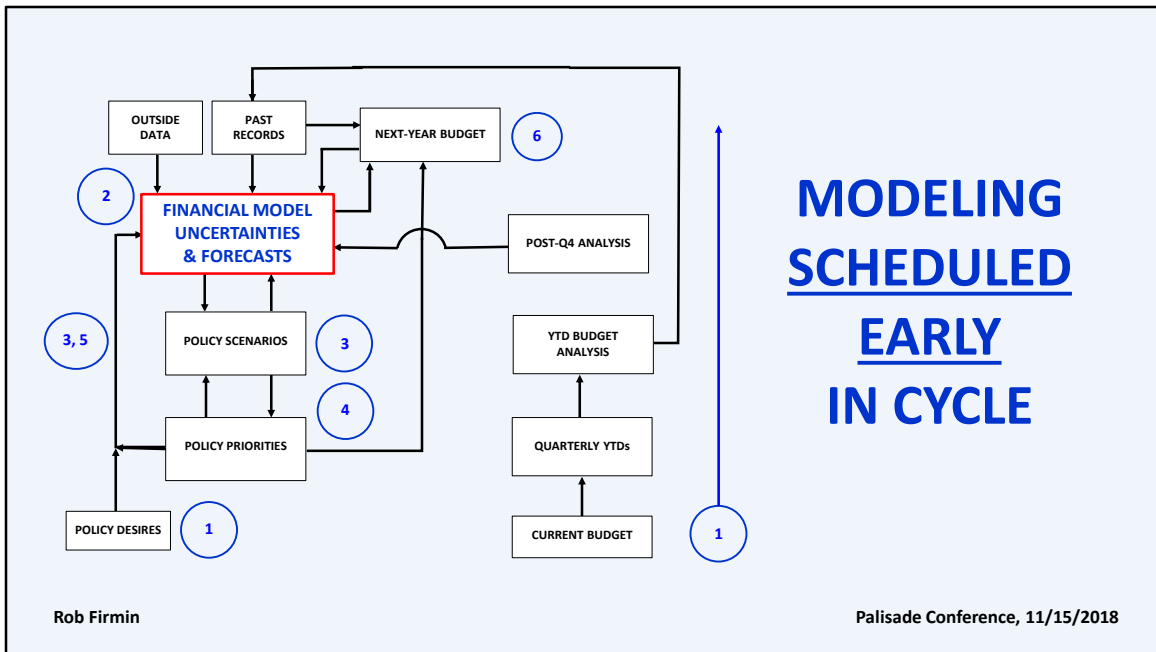 OUTSIDE
DATA
PAST
RECORDS
NEXT-YEAR BUDGET
6
2
FINANCIAL MODEL
UNCERTAINTIES
& FORECASTS
POST-Q4 ANALYSIS
3, 5
POLICY SCENARIOS
3
YTD BUDGET
ANALYSIS
4
POLICY PRIORITIES
QUARTERLY YTDs
POLICY DESIRES
1
CURRENT BUDGET
1
MODELING
SCHEDULED
EARLY
IN CYCLE
Rob Firmin
Palisade Conference, 11/15/2018